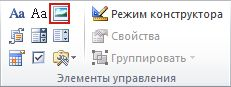 Aa Aa Режим конструктора
Свойства
Группировать
Элементы управления